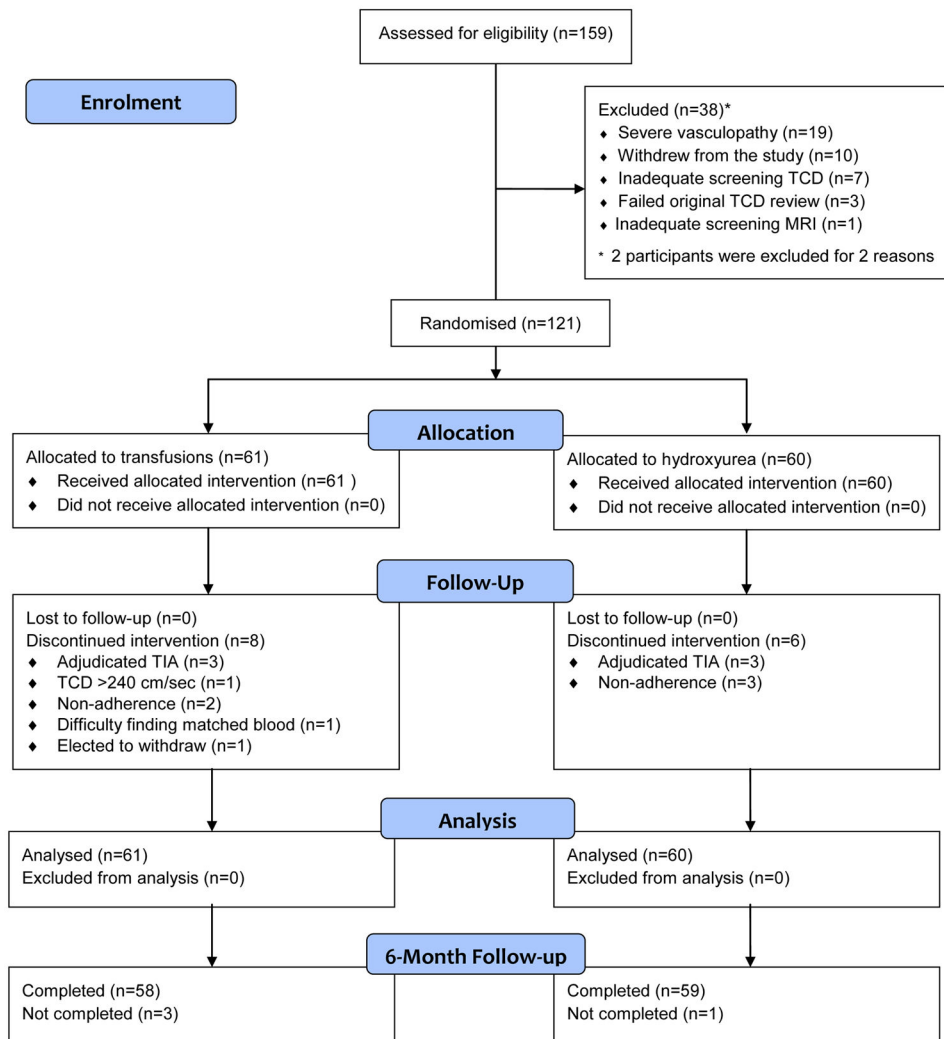 Assessed for eligibility (n=159)
Enrolment
Excluded (n=38)*
♦ Severe vasculopathy (n=19)
♦ Withdrew from the study (n=10)
♦ Inadequate screening TCD (n=7)
♦ Failed original TCD review (n=3)
♦ Inadequate screening MRI (n=1)
* 2 participants were excluded for 2 reasons
Randomised (n=121)
Allocation
Allocated to transfusions (n=61)
♦ Received allocated intervention (n=61 )
♦ Did not receive allocated intervention (n=0)
Allocated to hydroxyurea (n=60)
♦ Received allocated intervention (n=60)
♦ Did not receive allocated intervention (n=0)
Follow-Up
Lost to follow-up (n=0)
Discontinued intervention (n=8)
♦ Adjudicated TIA (n=3)
♦ TCD >240 cm/sec (n=1)
♦ Non-adherence (n=2)
♦ Difficulty finding matched blood (n=1)
♦ Elected to withdraw (n=1)
Lost to follow-up (n=0)
Discontinued intervention (n=6)
♦ Adjudicated TIA (n=3)
♦ Non-adherence (n=3)
Analysis
Analysed (n=61)
Excluded from analysis (n=0)
Analysed (n=60)
Excluded from analysis (n=0)
6-Month Follow-up
Completed (n=58)
Not completed (n=3)
Completed (n=59)
Not completed (n=1)